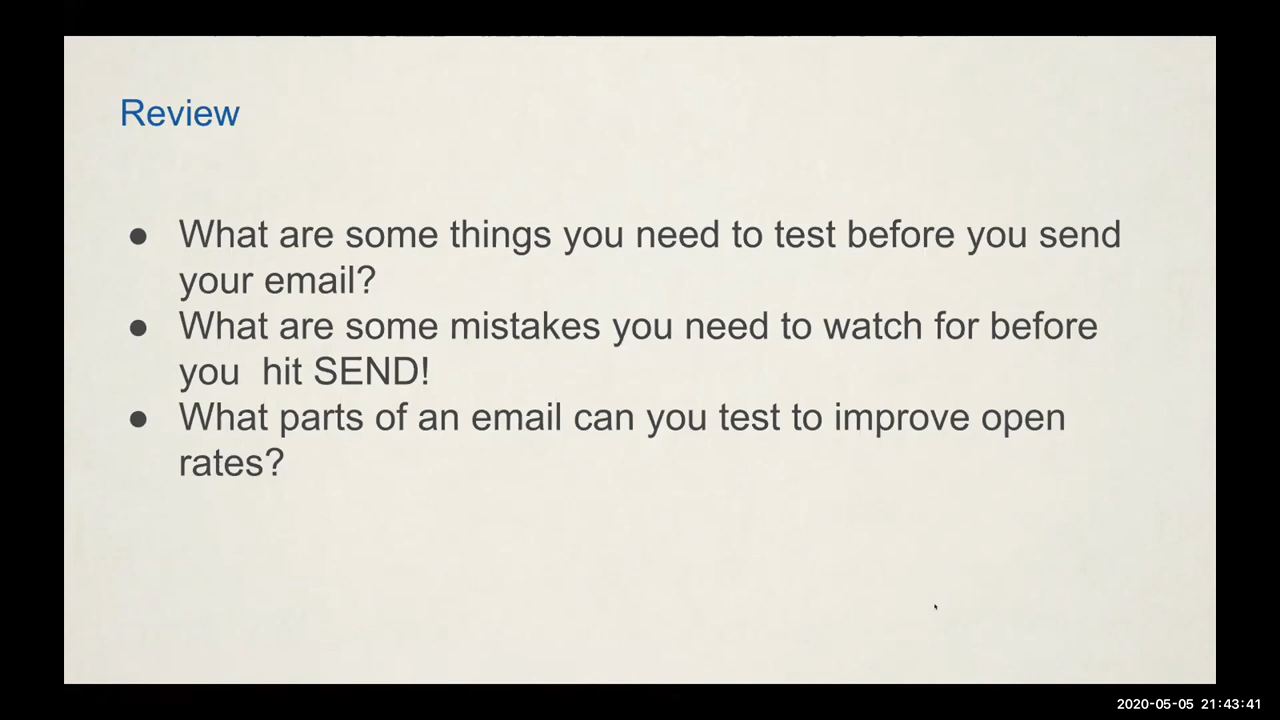 Review
● What are some things you need to test before you send
your email?
● What are some mistakes you need to watch for before
you  hit SEND!
● What parts of an email can you test to improve open
rates?
2020-05-05 21:43:41